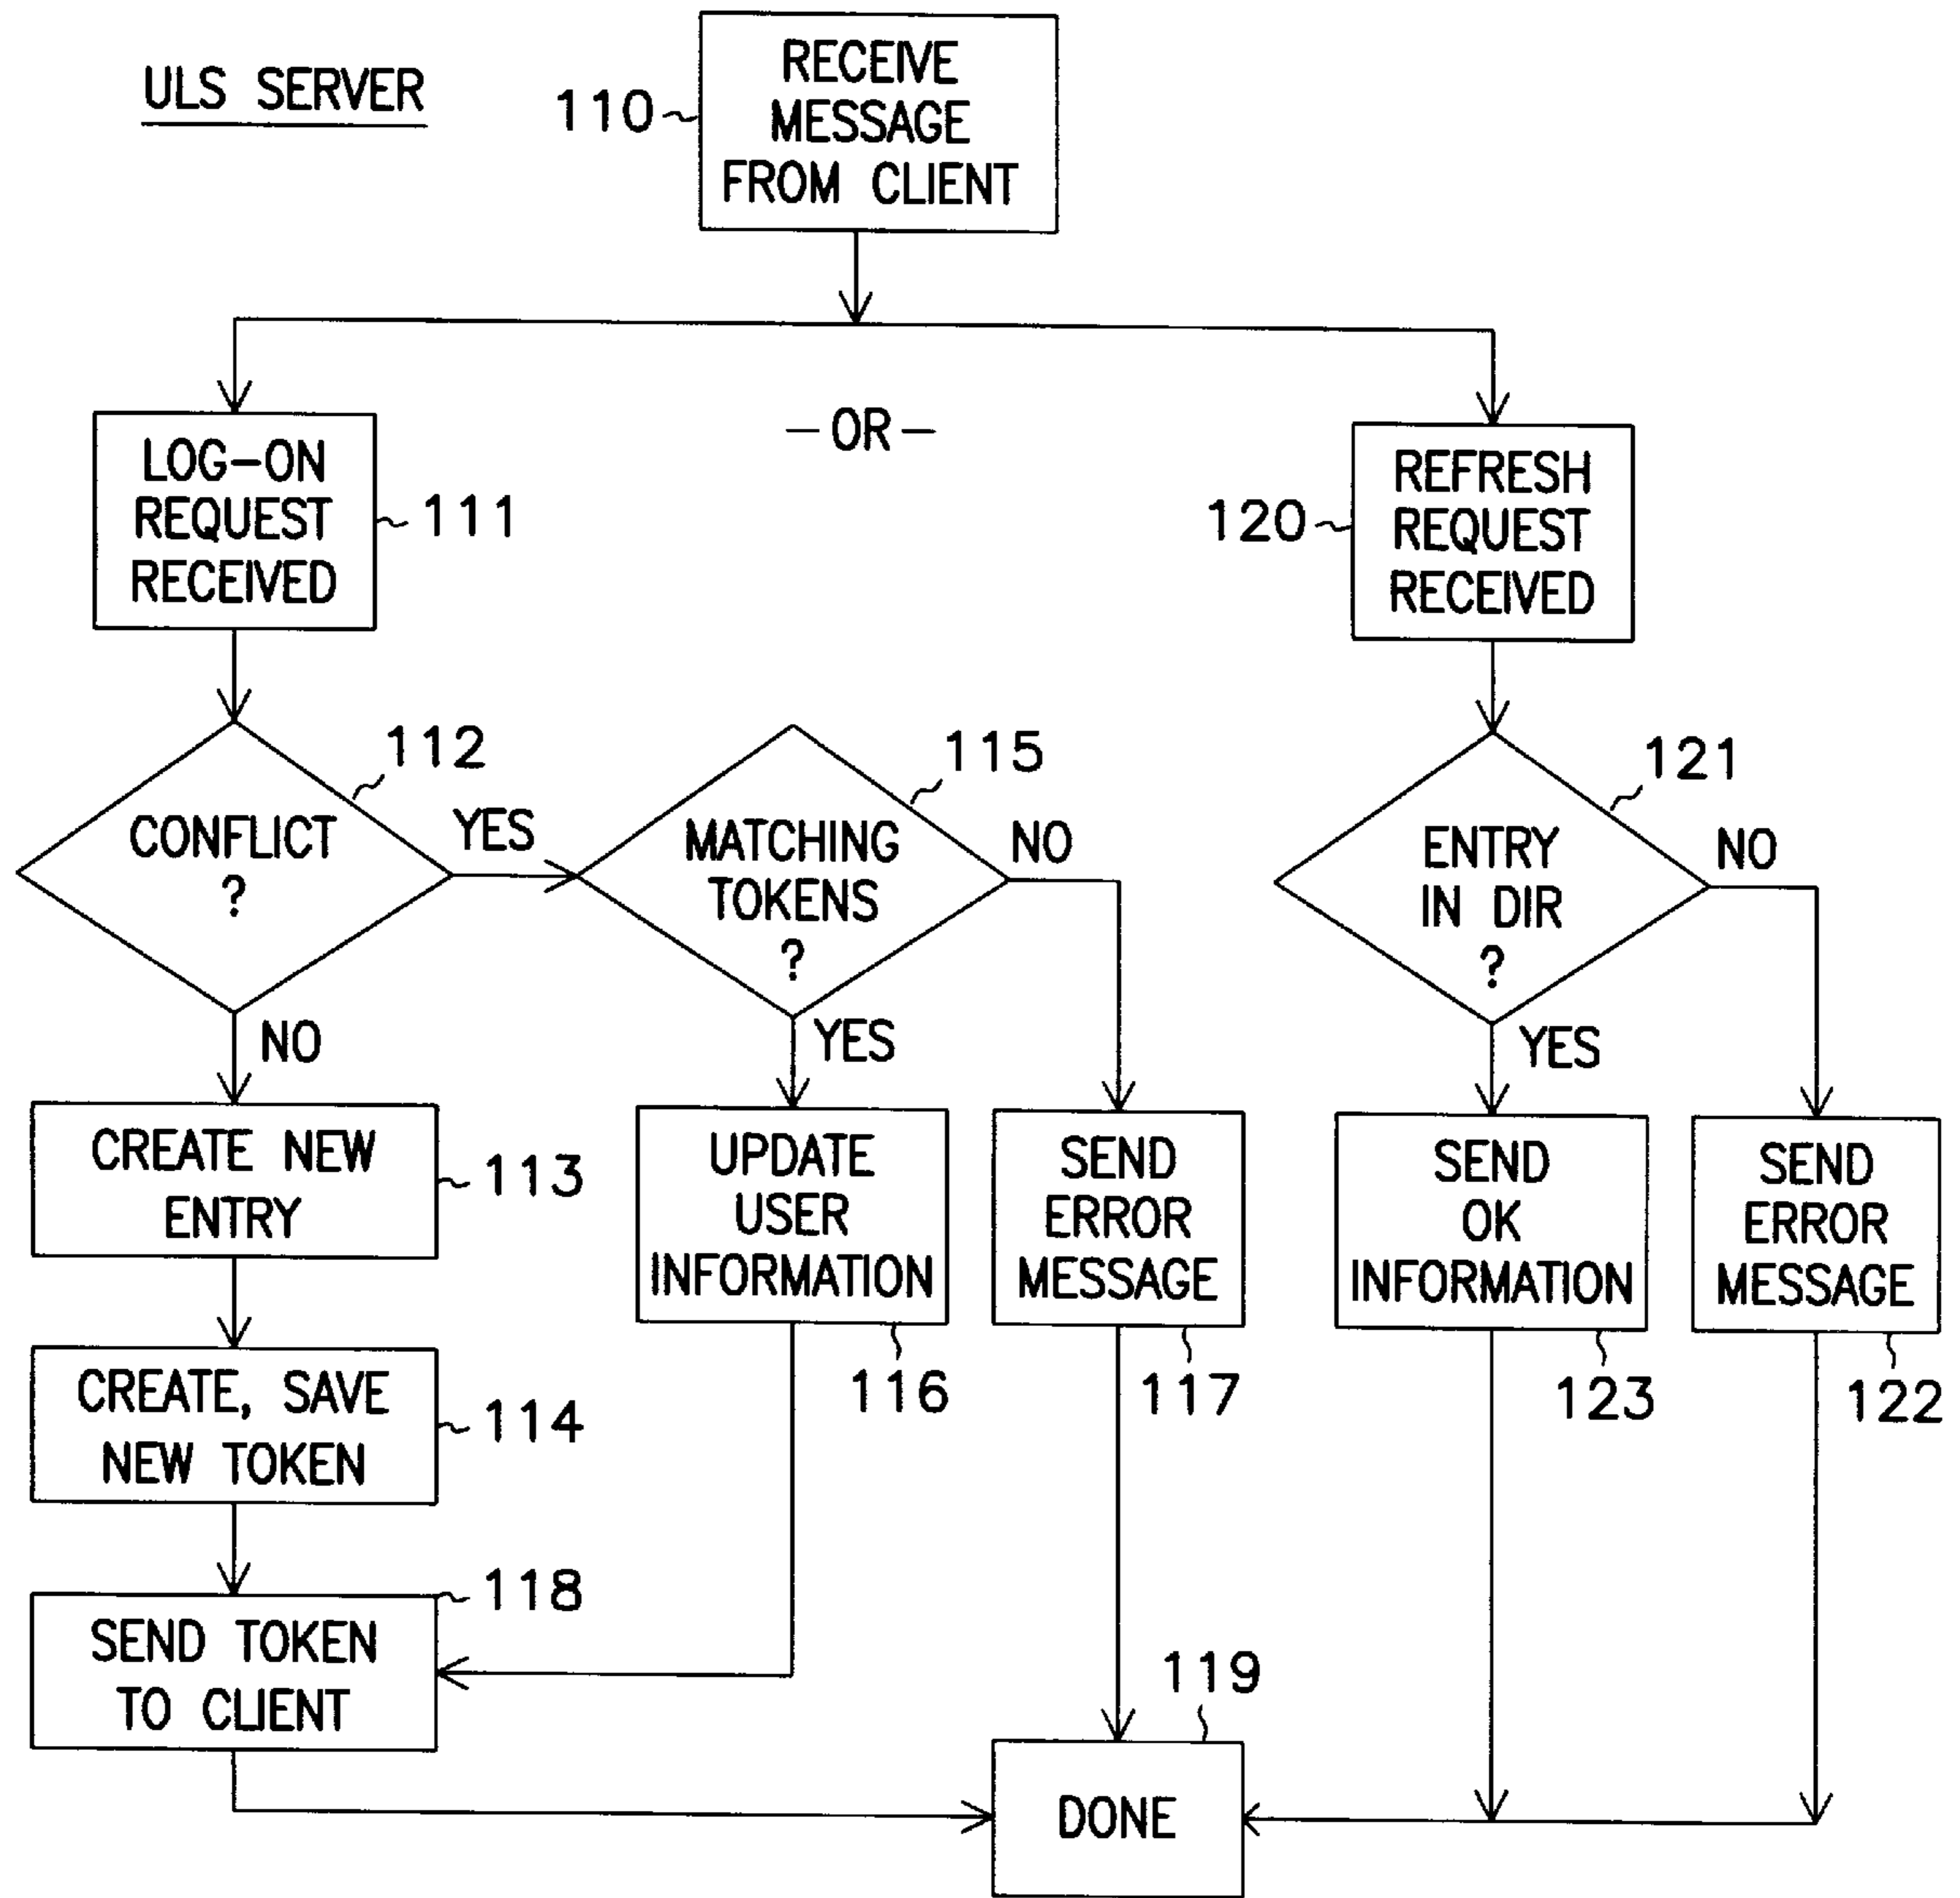 ULS SERVER
110
RECEIVE
MESSAGE
FROM CLIENT
LOG-ON
REQUEST
RECEIVED
111
-OR-
120
REFRESH
REQUEST
RECEIVED
112
CONFLICT
?
YES
NO
115
MATCHING
TOKENS
?
NO
YES
121
ENTRY
IN DIR
?
NO
YES
CREATE NEW
ENTRY
113
UPDATE
USER
INFORMATION
116
SEND
ERROR
MESSAGE
117
SEND
OK
INFORMATION
123
SEND
ERROR
MESSAGE
122
CREATE, SAVE
NEW TOKEN
114
118
SEND TOKEN
TO CLIENT
119
DONE